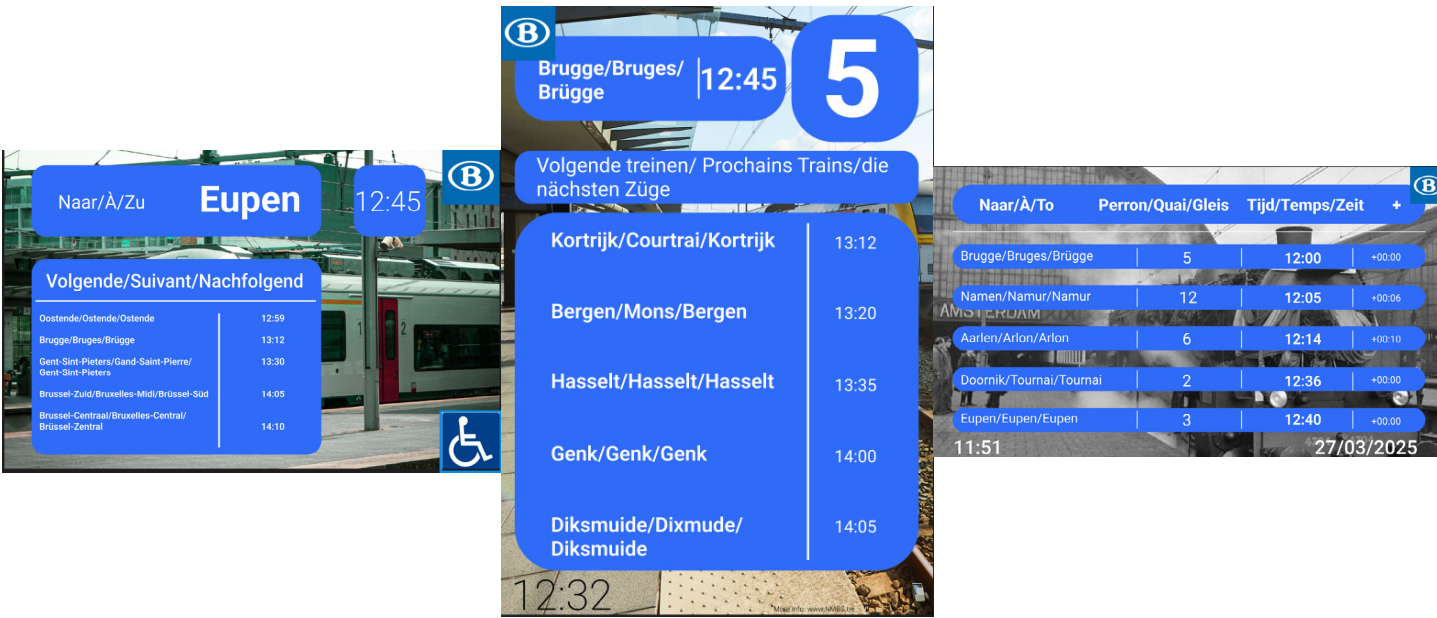 B
Naar/À/Zu
Eupen
12:45
Volgende/Suivant/Nachfolgend
Oostende/Ostende/Ostende 12:59
Brugge/Bruges/Brügge 13:12
Gent-Sint-Pieters/Gand-Saint-Pierre/
Gent-Sint-Pieters 13:30
Brussel-Zuid/Bruxelles-Midi/Brüssel-Süd 14:05
Brussel-Centraal/Bruxelles-Central/
Brüssel-Zentral 14:10
1 2
B
Brugge/Bruges/
Brügge
12:45
5
Volgende treinen/ Prochains Trains/die
nächsten Züge
Kortrijk/Courtrai/Kortrijk 13:12
Bergen/Mons/Bergen 13:20
Hasselt/Hasselt/Hasselt 13:35
Genk/Genk/Genk 14:00
Diksmuide/Dixmude/
Diksmuide 14:05
12:32
*More info: www.NMBS.be
B
Naar/À/To Perron/Quai/Gleis Tijd/Temps/Zeit +
Brugge/Bruges/Brügge 5 12:00 +00:00
Namen/Namur/Namur 12 12:05 +00:06
AMSTERDAM
Aarlen/Arlon/Arlon 6 12:14 +00:10
Doornik/Tournai/Tournai 2 12:36 +00:00
Eupen/Eupen/Eupen 3 12:40 +00:00
11:51 27/03/2025